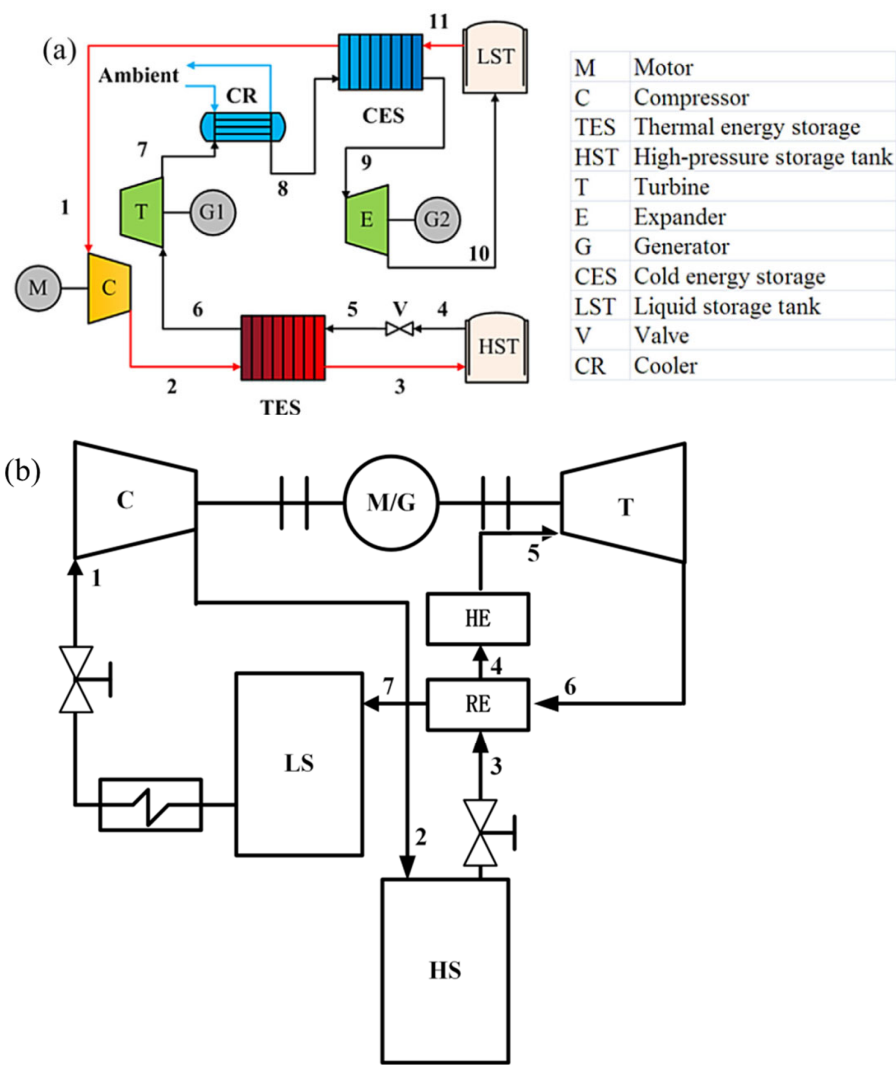 (a)
11
LST
Ambient
CR
CES
7
8
9
1
T
G1
E
G2
10
M
C
6
5
V
4
HST
2
3
TES
M Motor
C Compressor
TES Thermal energy storage
HST High-pressure storage tank
T Turbine
E Expander
G Generator
CES Cold energy storage
LST Liquid storage tank
V Valve
CR Cooler
(b)
C
M/G
T
1
5
HE
4
7
RE
6
LS
3
2
HS